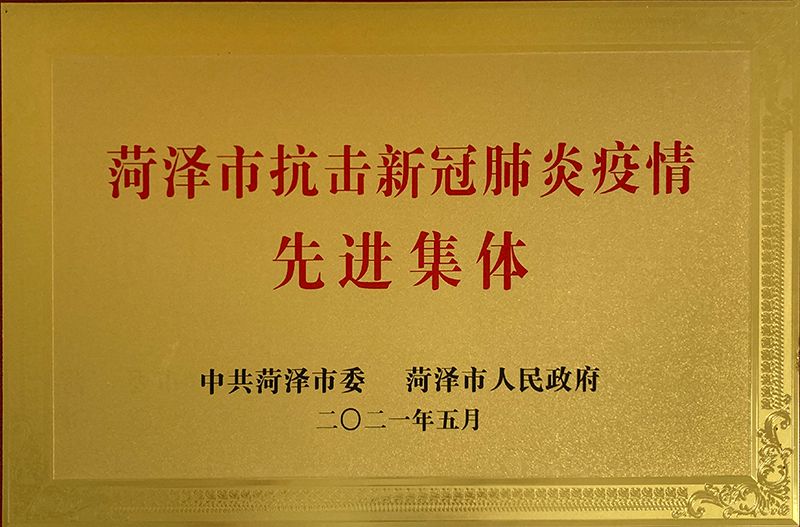 菏泽市抗击新冠肺炎疫情
先进集体
中共菏泽市委 菏泽市人民政府
二〇二一年五月